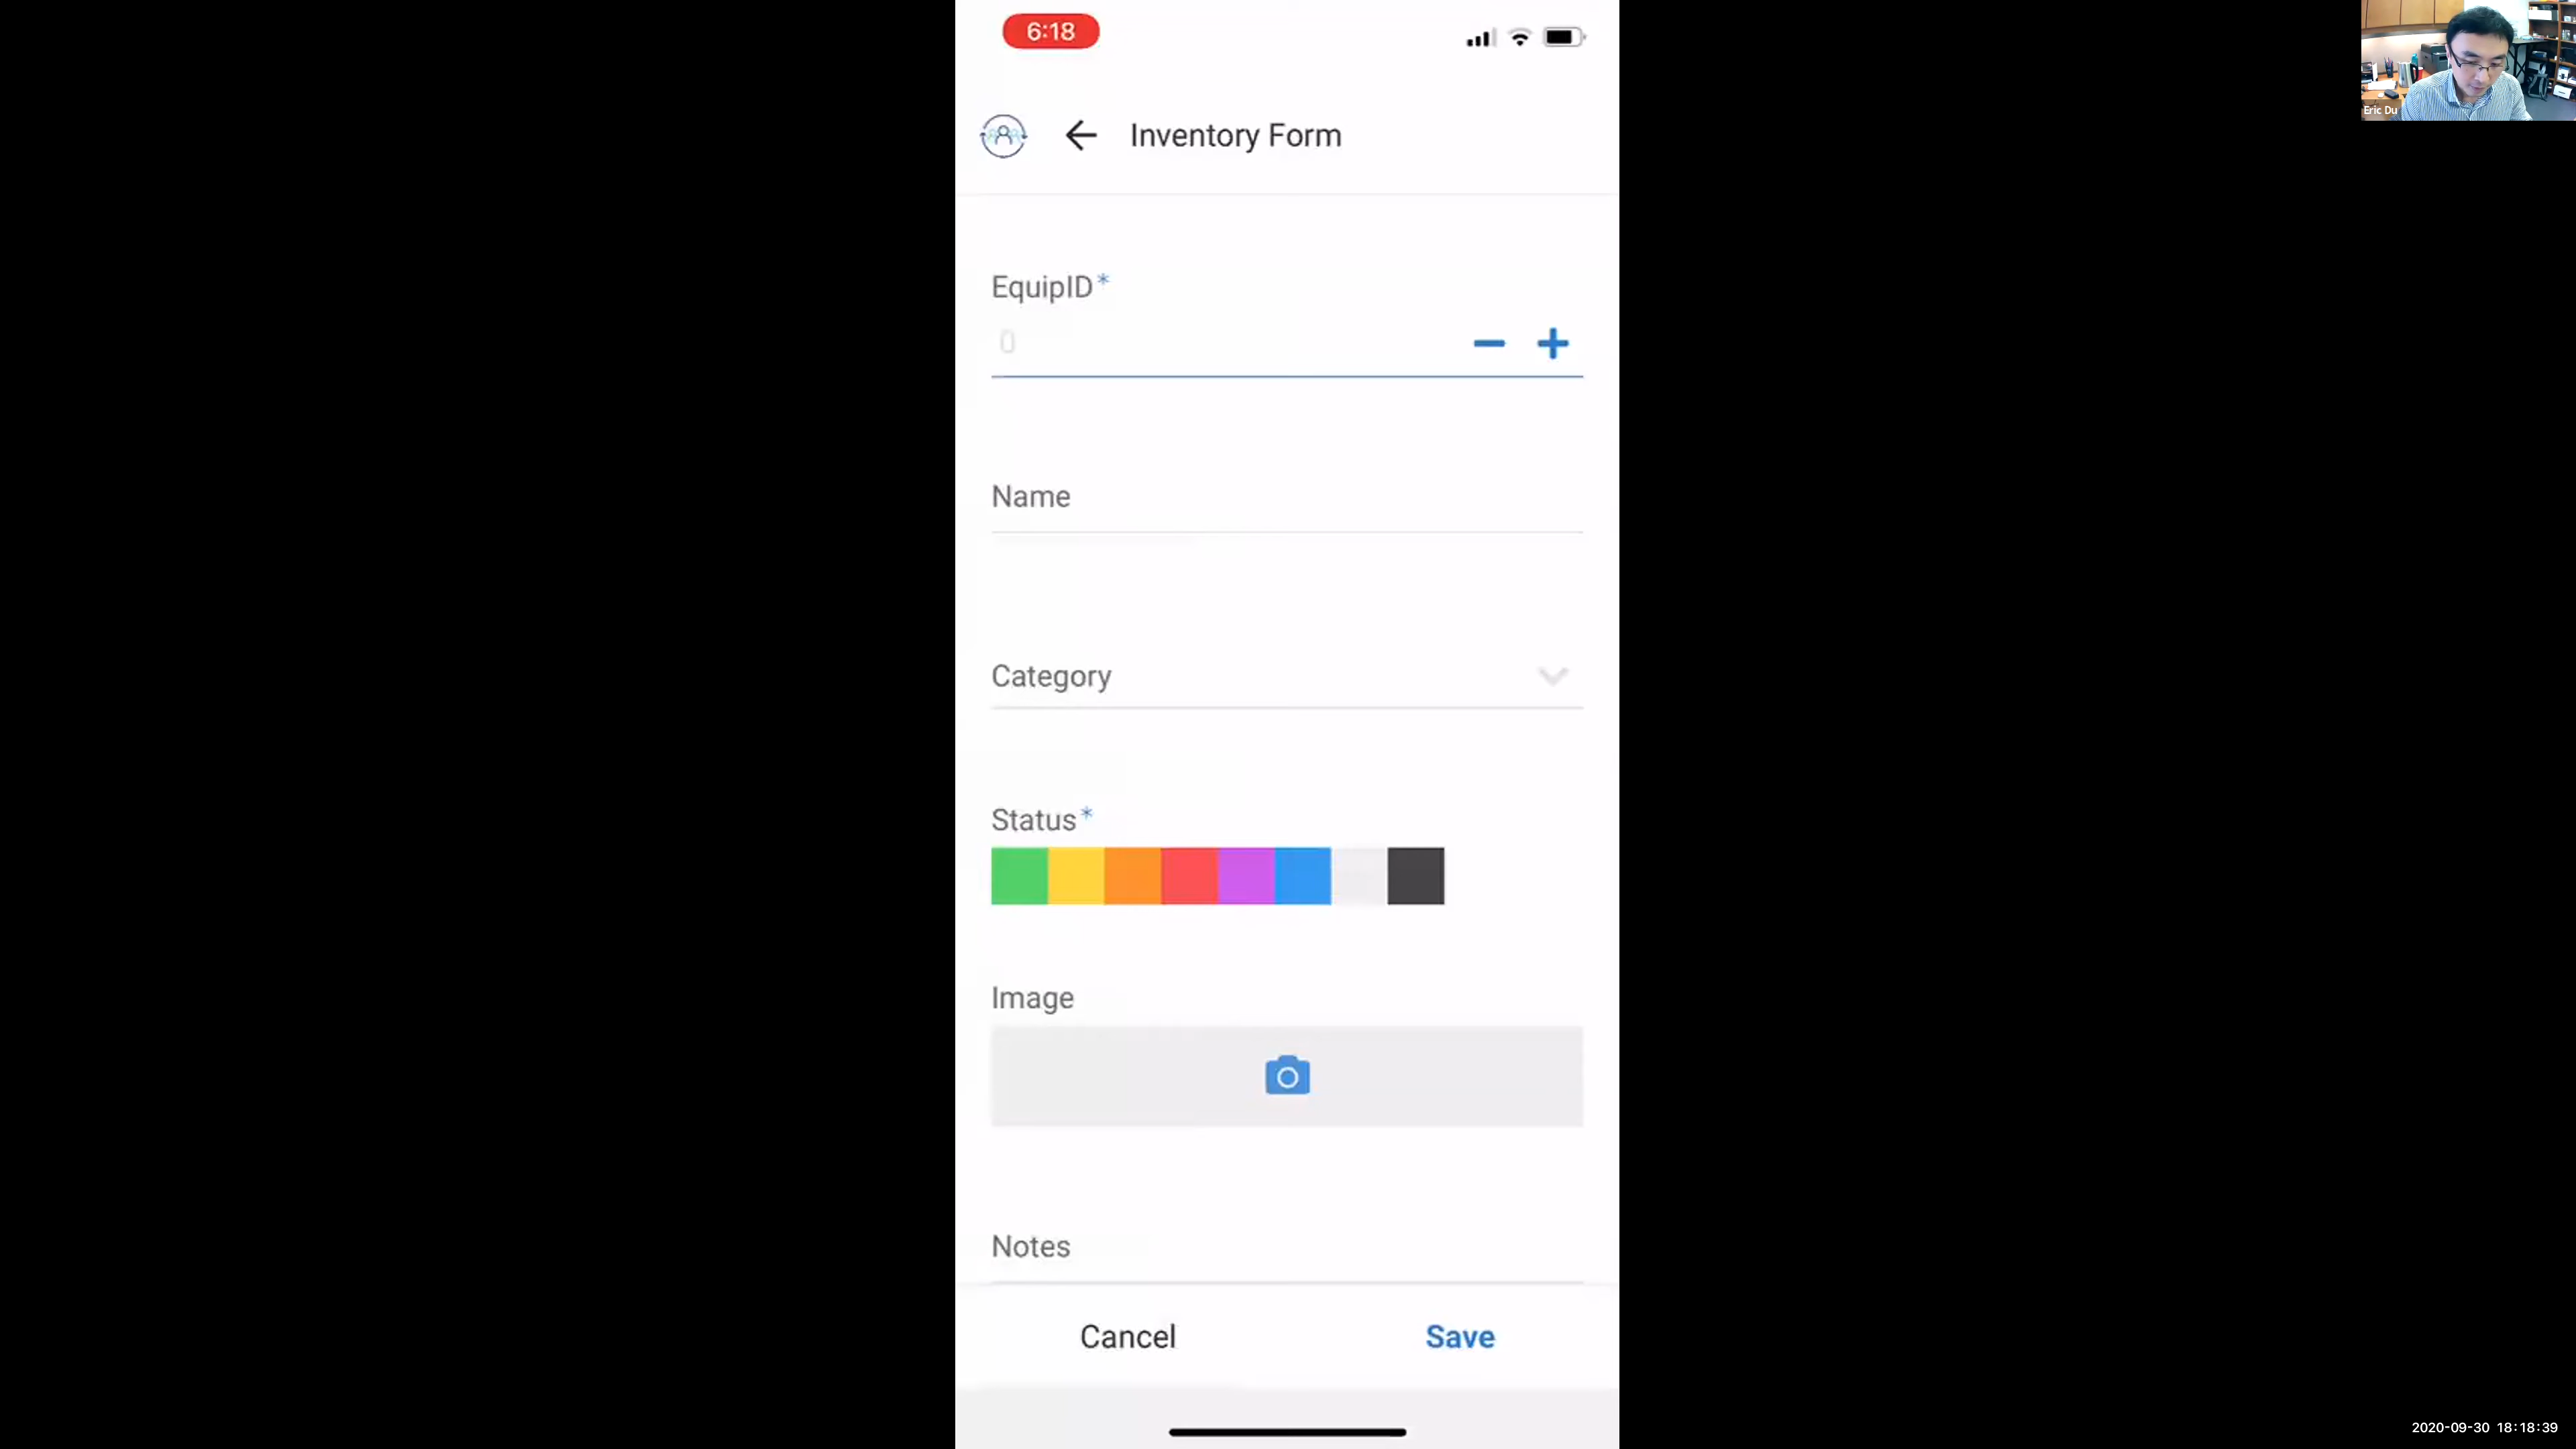 6:18
Eric Du
Inventory Form
EquipID*
0
Name
Category
Status*
Image
Notes
Cancel
Save
2020-09-30 18:18:39